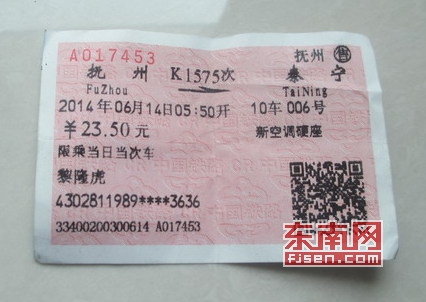 A017453 抚州 售
抚 州 K1575次 泰 宁
FuZhou TaiNing
2014年06月14日05:50开 10车006号
¥23.50元 新空调硬座
限乘当日当次车
黎隆虎
4302811989****3636
33400200300614 A017453
东南网
fjsen.com